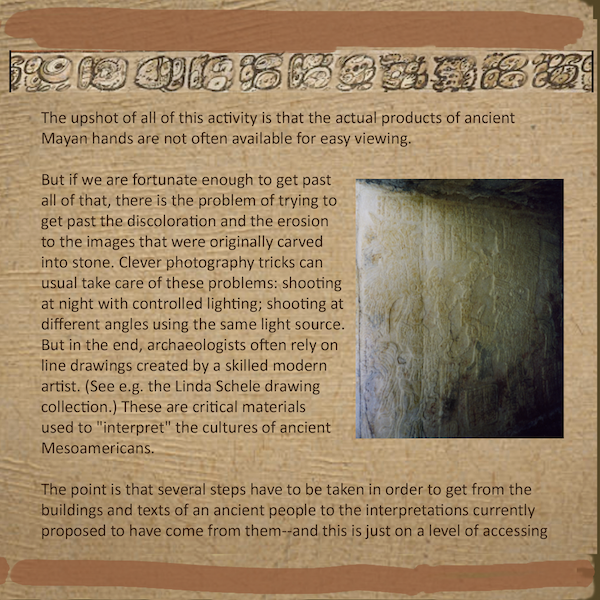 The upshot of all of this activity is that the actual products of ancient
Mayan hands are not often available for easy viewing.
But if we are fortunate enough to get past
all of that, there is the problem of trying to
get past the discoloration and the erosion
to the images that were originally carved
into stone. Clever photography tricks can
usual take care of these problems: shooting
at night with controlled lighting; shooting at
different angles using the same light source.
But in the end, archaeologists often rely on
line drawings created by a skilled modern
artist. (See e.g. the Linda Schele drawing
collection.) These are critical materials
used to "interpret" the cultures of ancient
Mesoamericans.
The point is that several steps have to be taken in order to get from the
buildings and texts of an ancient people to the interpretations currently
proposed to have come from them--and this is just on a level of accessing